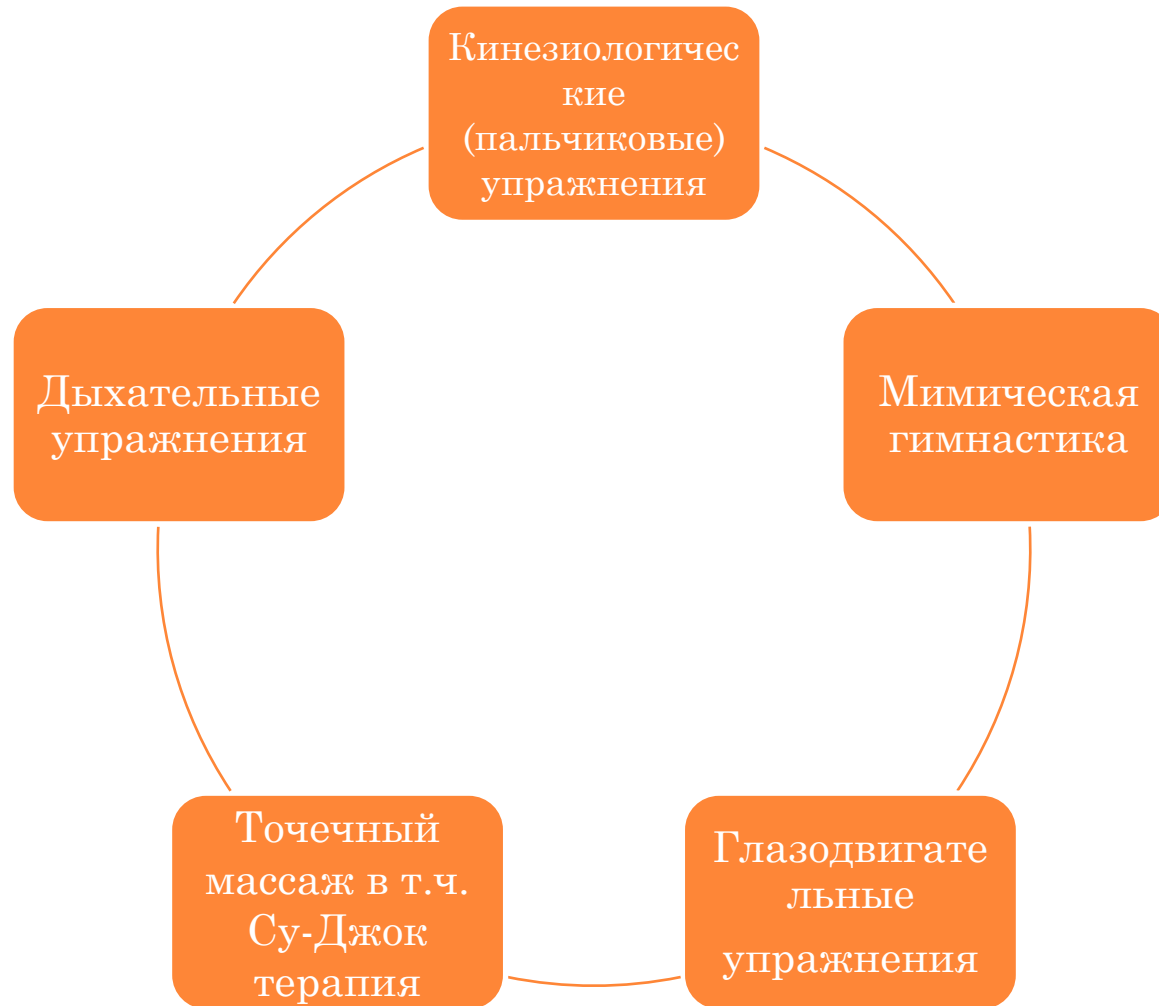 Кинезиологичес
кие
(пальчиковые)
упражнения
Мимическая
гимнастика
Глазодвигате
льные
упражнения
Точечный
массаж в т.ч.
Су-Джок
терапия
Дыхательные
упражнения